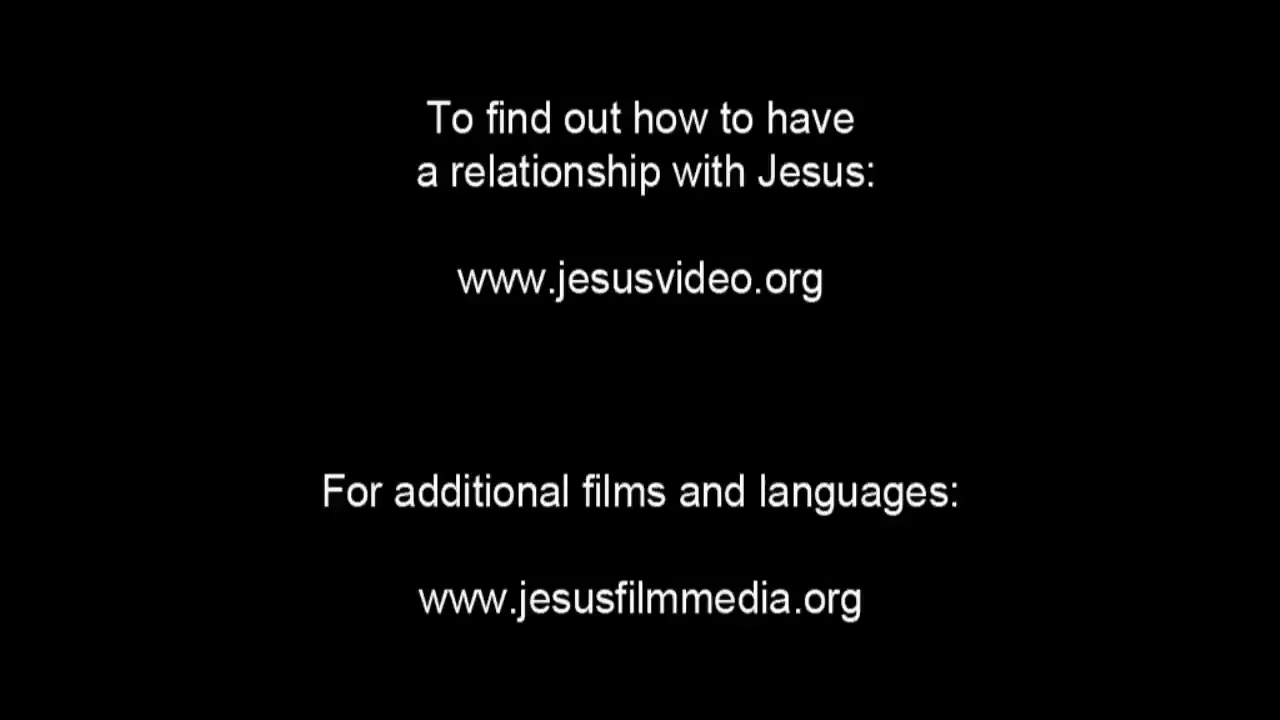 To find out how to have
a relationship with Jesus:
www.jesusvideo.org
For additional films and languages:
www.jesusfilmmedia.org